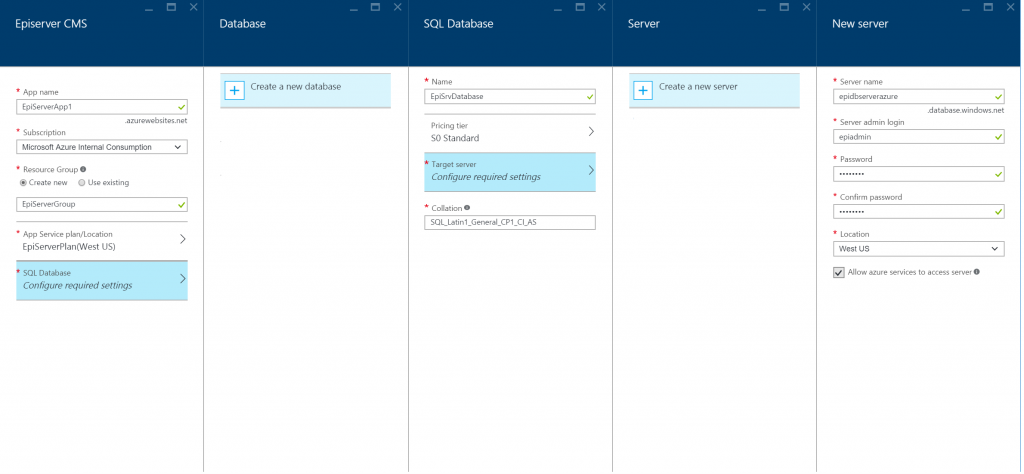 Episerver CMS
* App name
EpiServerApp1
.azurewebsites.net
* Subscription
Microsoft Azure Internal Consumption
* Resource Group
Create new
Use existing
EpiServerGroup
* App Service plan/Location
EpiServerPlan(West US)
* SQL Database
Configure required settings
Database
Create a new database
SQL Database
* Name
EpiSrvDatabase
Pricing tier
S0 Standard
* Target server
Configure required settings
* Collation
SQL_Latin1_General_CP1_CI_AS
Server
Create a new server
New server
* Server name
epidbserverazure
.database.windows.net
* Server admin login
epiadmin
* Password
••••••••
* Confirm password
••••••••
* Location
West US
Allow azure services to access server